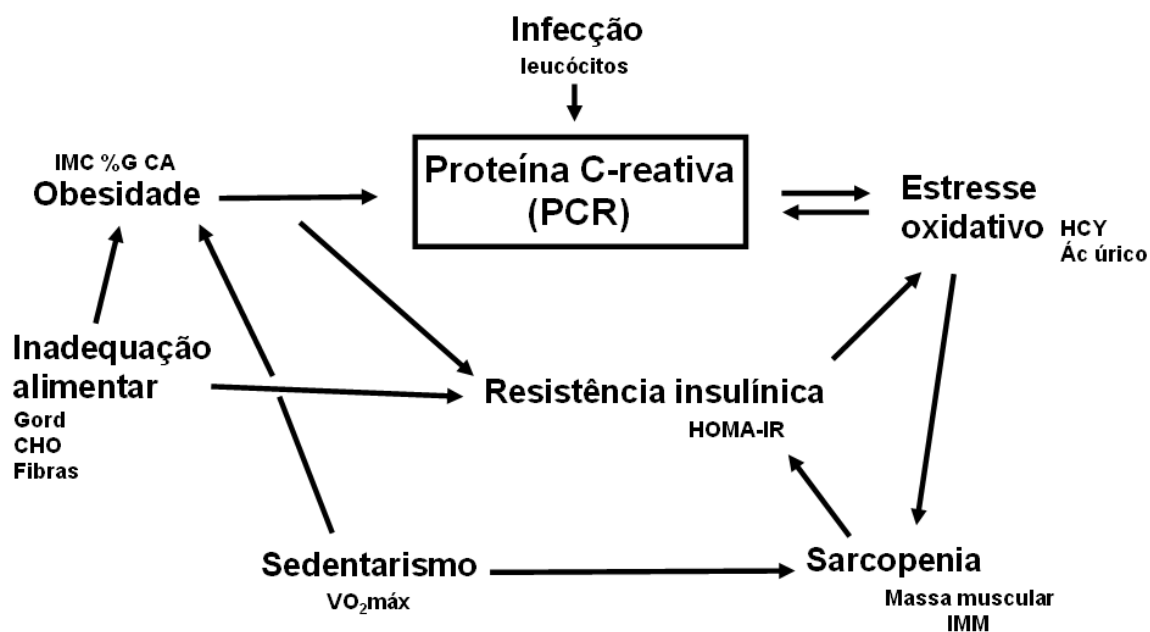 Infecção
leucócitos
IMC %G CA
Obesidade
Proteína C-reativa
(PCR)
Estresse
oxidativo
HCY
Ác úrico
Inadequação
alimentar
Gord
CHO
Fibras
Resistência insulínica
HOMA-IR
Sedentarismo
VO₂máx
Sarcopenia
Massa muscular
IMM